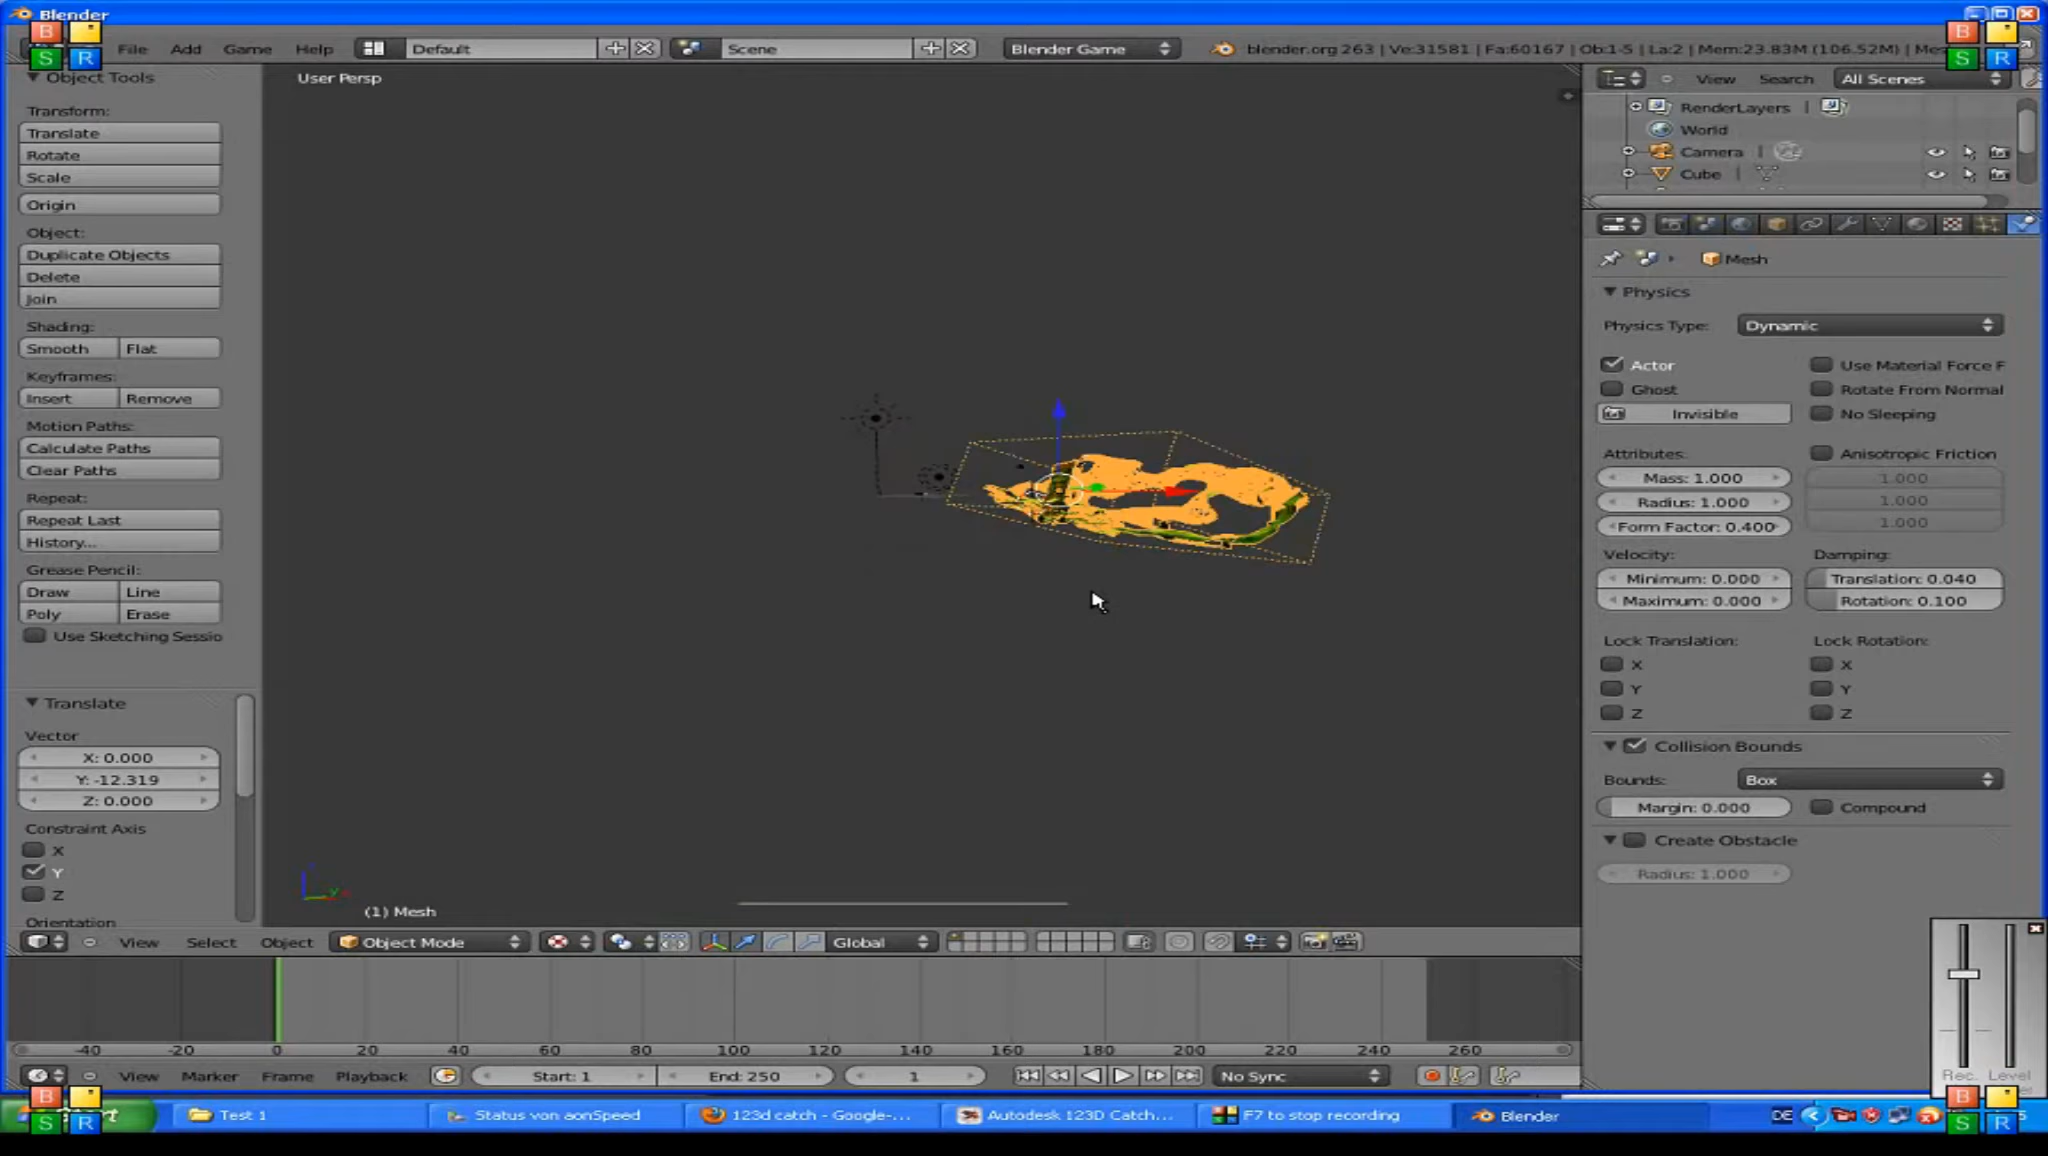 Blender
B
S R
File Add Game Help Default Scene Blender Game blender.org 263 | Ve:31581 | Fa:60167 | Ob:1-5 | La:2 | Mem:23.83M (106.52M) | Me
B
S R
Object Tools
Transform:
Translate
Rotate
Scale
Origin
Object:
Duplicate Objects
Delete
Join
Shading:
Smooth Flat
Keyframes:
Insert Remove
Motion Paths:
Calculate Paths
Clear Paths
Repeat:
Repeat Last
History...
Grease Pencil:
Draw Line
Poly Erase
Use Sketching Sessio
Translate
Vector
X: 0.000
Y: -12.319
Z: 0.000
Constraint Axis
X
Y
Z
Orientation
User Persp
(1) Mesh
View Select Object Object Mode Global
View Search All Scenes
RenderLayers |
World
Camera |
Cube |
Mesh
Physics
Physics Type: Dynamic
Actor Use Material Force F
Ghost Rotate From Normal
Invisible No Sleeping
Attributes: Anisotropic Friction
Mass: 1.000 1.000
Radius: 1.000 1.000
Form Factor: 0.400 1.000
Velocity: Damping:
Minimum: 0.000 Translation: 0.040
Maximum: 0.000 Rotation: 0.100
Lock Translation: Lock Rotation:
X X
Y Y
Z Z
Collision Bounds
Bounds: Box
Margin: 0.000 Compound
Create Obstacle
Radius: 1.000
-40 -20 0 20 40 60 80 100 120 140 160 180 200 220 240 260
View Marker Frame Playback Start: 1 End: 250 1 No Sync
Rec. Level
B
S R
Test 1 Status von aonSpeed 123d catch - Google-... Autodesk 123D Catch... F7 to stop recording Blender DE
B
S R